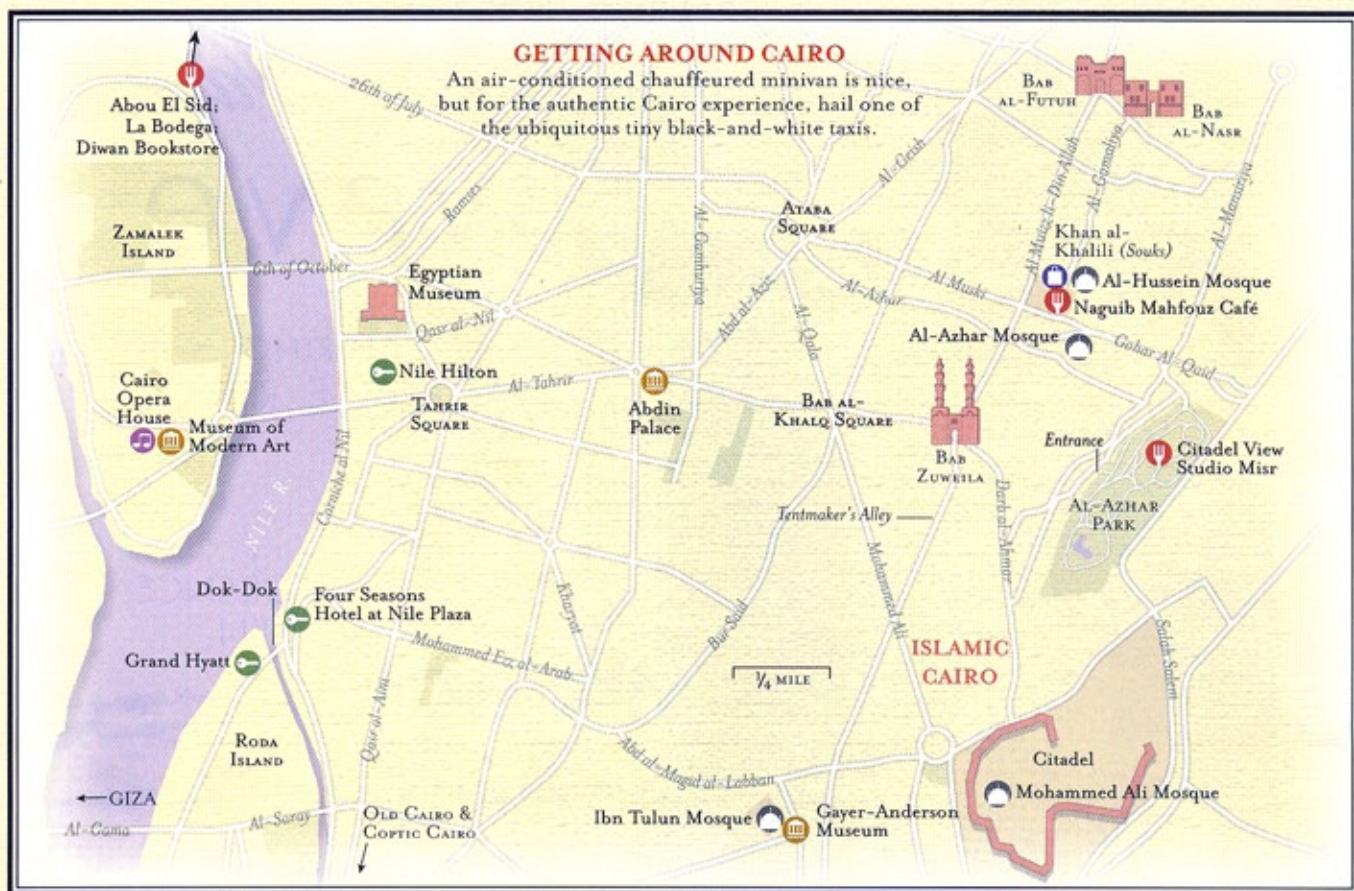 GETTING AROUND CAIRO
An air-conditioned chauffeured minivan is nice,
but for the authentic Cairo experience, hail one of
the ubiquitous tiny black-and-white taxis.
Abou El Sid;
La Bodega;
Diwan Bookstore
26th of July
Bab
al-Futuh
Bab
al-Nasr
Zamalek
Island
Ramses
Al-Geish
Ataba
Square
Al-Gumhuriya
Al Muizz li-Din Allah
Al-Gamaliya
Al-Mansiriya
6th of October
Egyptian
Museum
Qasr al-Nil
Abd al-Aziz
Al-Qala
Al-Azhar
Al Muski
Khan al-
Khalili (Souks)
Al-Hussein Mosque
Naguib Mahfouz Café
Al-Azhar Mosque
Gohar Al-Qaid
Nile Hilton
Al-Tahrir
Tahrir
Square
Abdin
Palace
Bab al-
Khalq Square
Bab
Zuweila
Cairo
Opera
House
Museum of
Modern Art
Entrance
Citadel View
Studio Misr
Al-Azhar
Park
Corniche al Nil
NILE R.
Tentmaker's Alley
Darb al-Ahmar
Mohammed Ali
Dok-Dok
Four Seasons
Hotel at Nile Plaza
Grand Hyatt
Kharyat
Mohammed Ez al-Arab
Bur Said
¼ MILE
ISLAMIC
CAIRO
Salah Salem
Roda
Island
Qasr al-Aini
Abd al-Magid al-Labban
Citadel
Mohammed Ali Mosque
GIZA
Al-Gama
Al-Saray
Old Cairo &
Coptic Cairo
Ibn Tulun Mosque
Gayer-Anderson
Museum